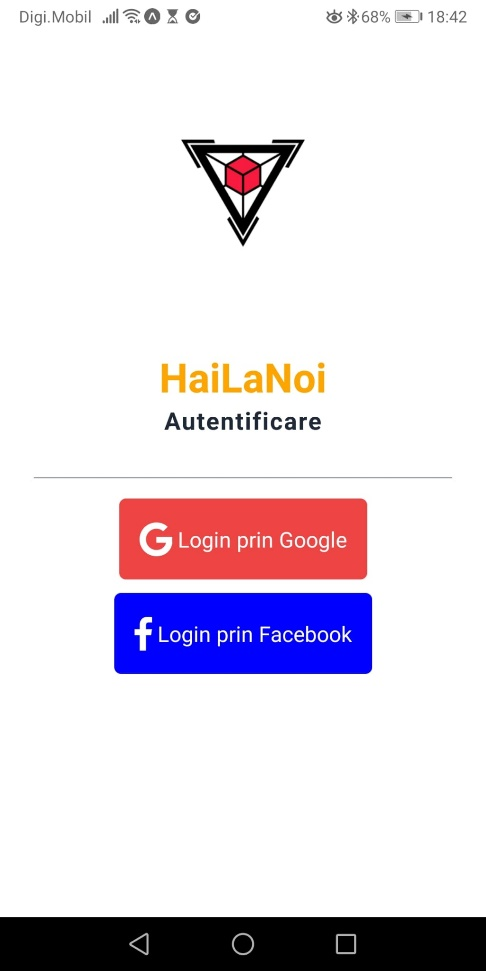 Digi.Mobil 68% 18:42
HaiLaNoi
Autentificare
Login prin Google
Login prin Facebook